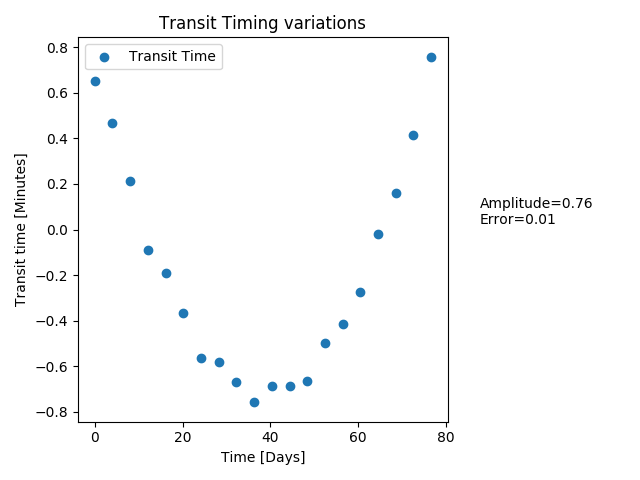 Transit Timing variations
Transit Time
0.8
0.6
0.4
0.2
0.0
−0.2
−0.4
−0.6
−0.8
Transit time [Minutes]
0
20
40
60
80
Time [Days]
Amplitude=0.76
Error=0.01